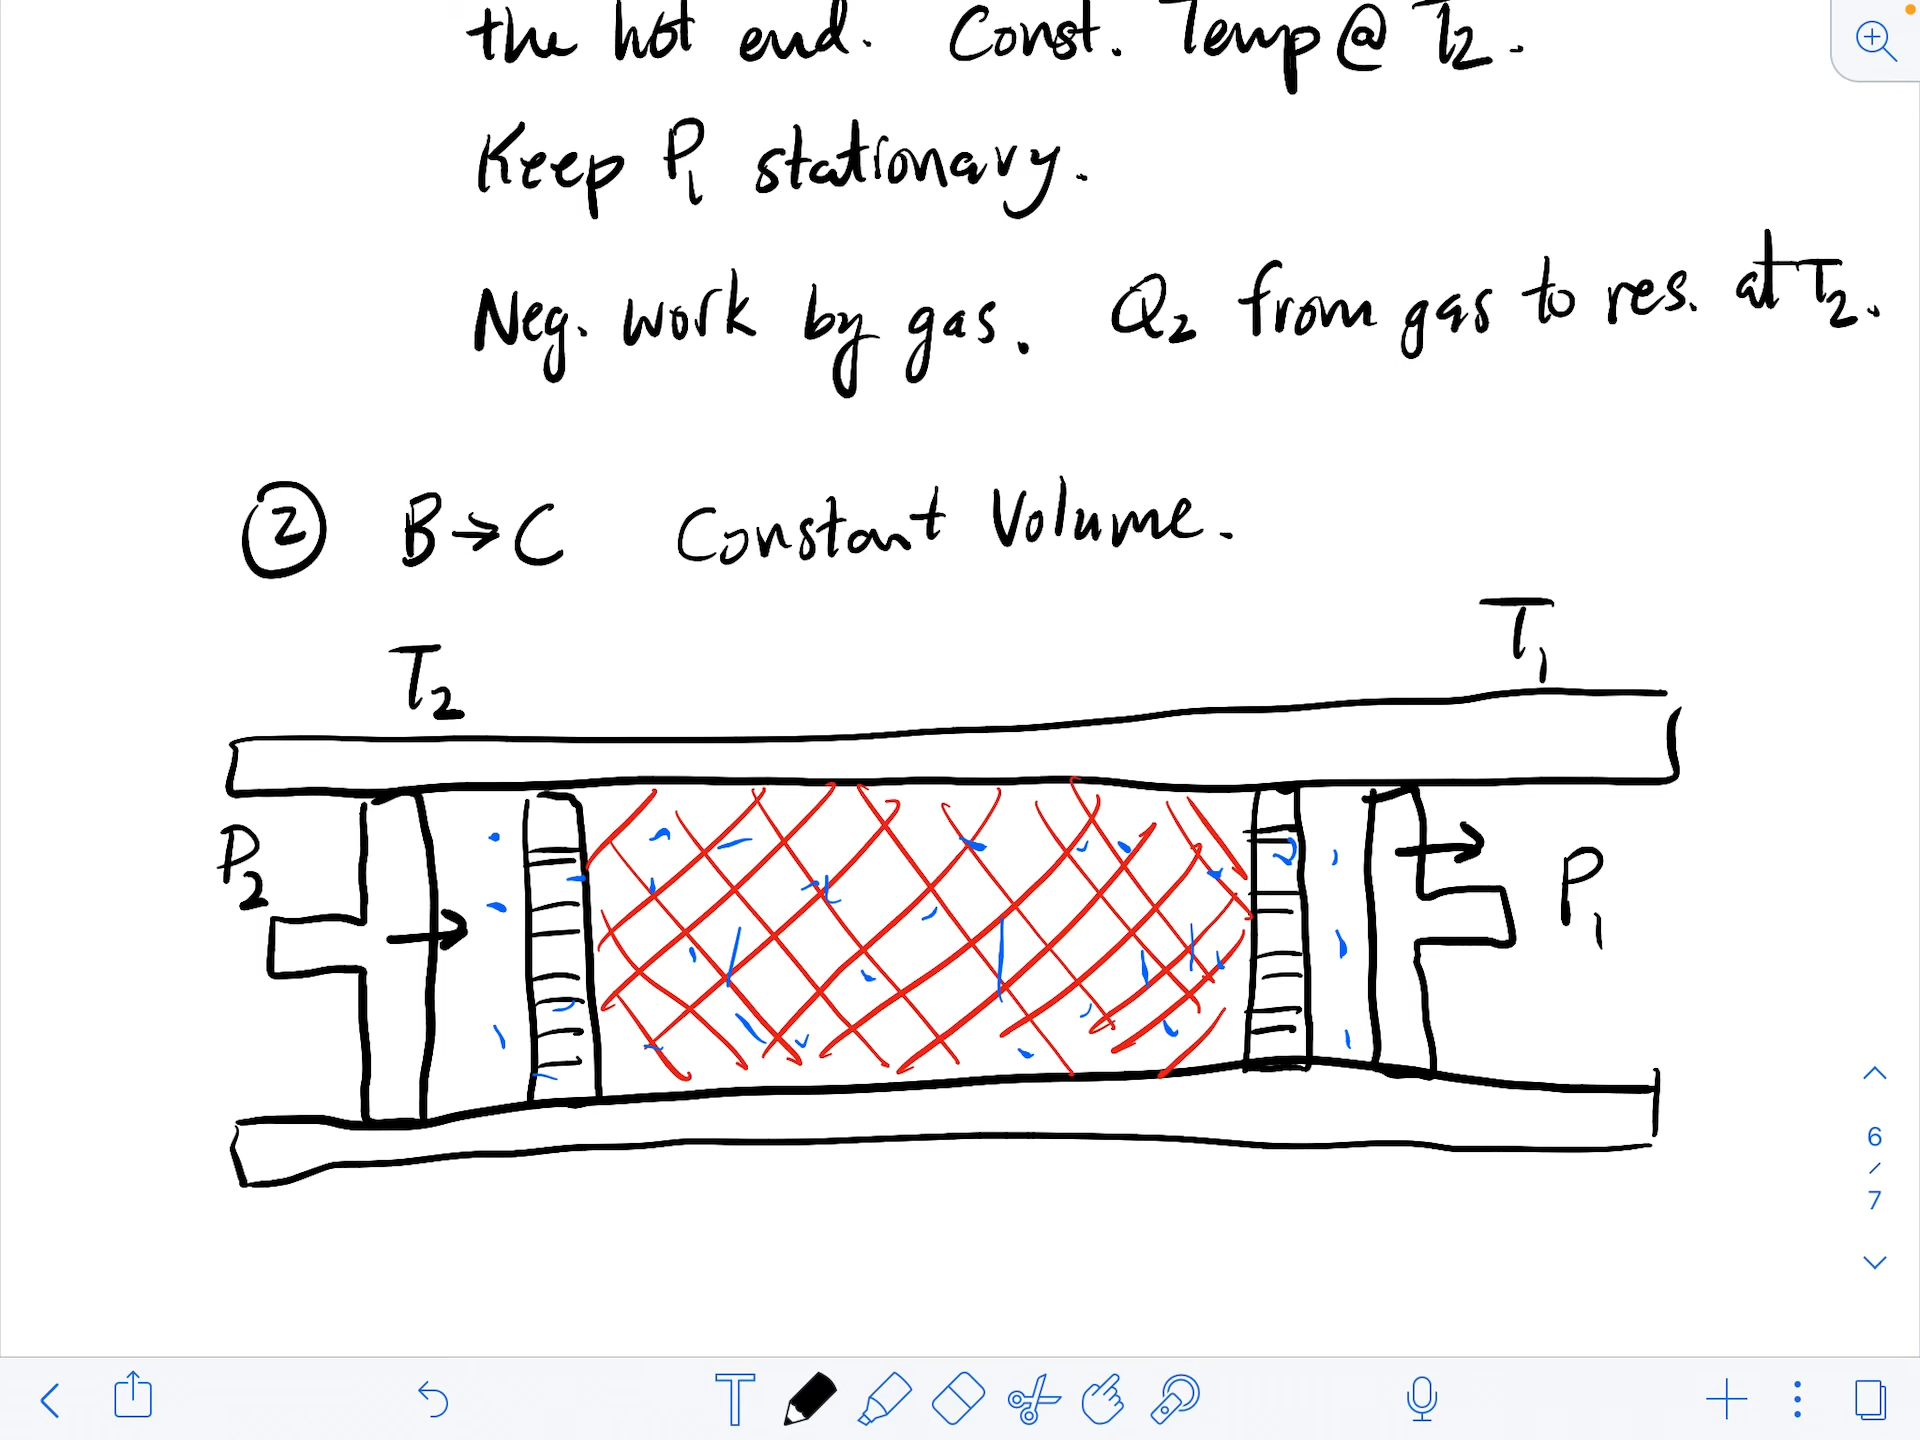 the hot end. Const. Temp @ T2.
Keep P1 stationary.
Neg. work by gas. Q2 from gas to res. at T2.
② B→C Constant Volume.
T2
T1
P2
P1
6
/
7
T